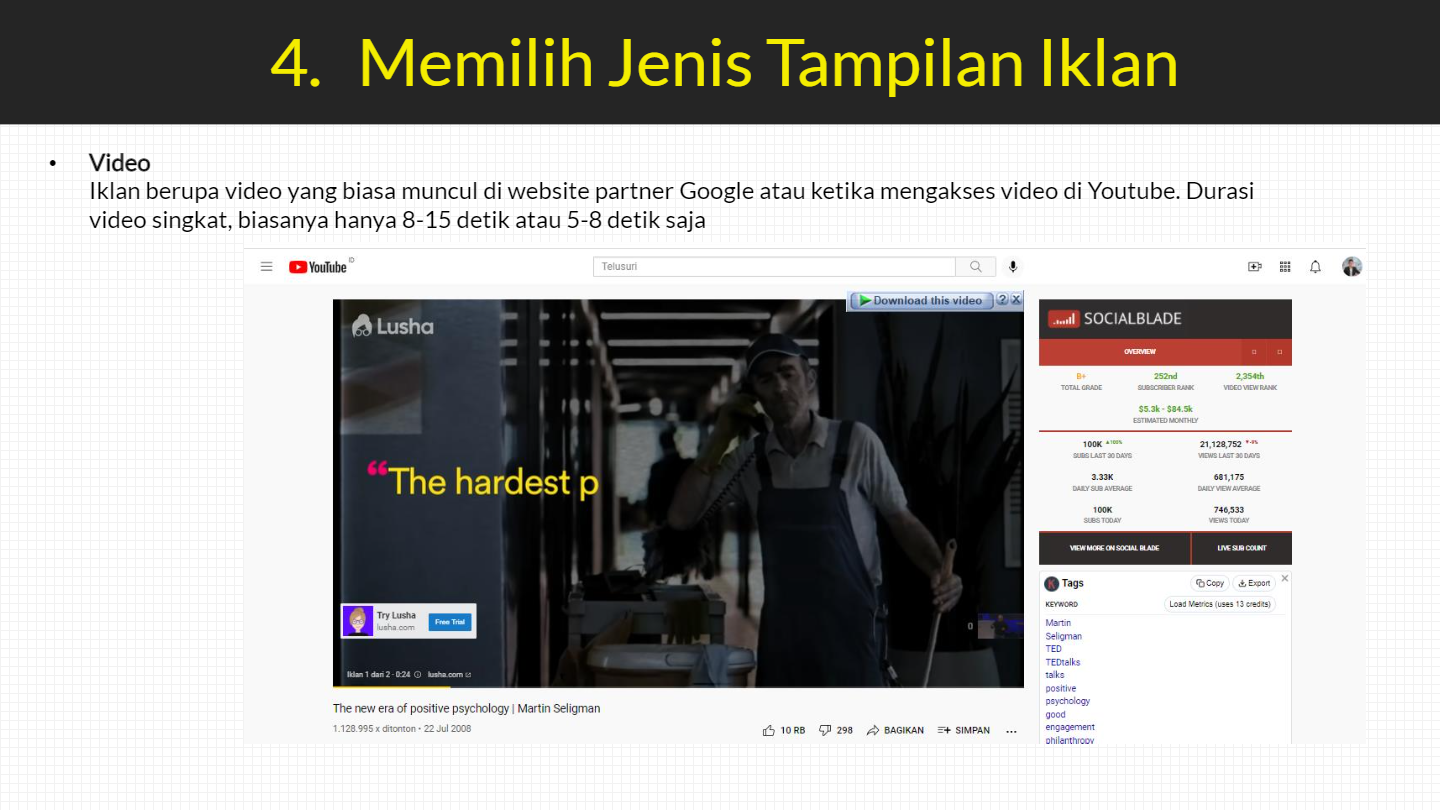 4. Memilih Jenis Tampilan Iklan
• Video
Iklan berupa video yang biasa muncul di website partner Google atau ketika mengakses video di Youtube. Durasi
video singkat, biasanya hanya 8-15 detik atau 5-8 detik saja
YouTube ID
Telusuri
Download this video ? X
Lusha
“The hardest p
Try Lusha
lusha.com
Free Trial
0
Iklan 1 dari 2 · 0:24 lusha.com
The new era of positive psychology | Martin Seligman
1.128.995 x ditonton • 22 Jul 2008
10 RB 298 BAGIKAN SIMPAN ...
SOCIALBLADE
OVERVIEW
B+ 252nd 2,354th
TOTAL GRADE SUBSCRIBER RANK VIDEO VIEW RANK
$5.3k - $84.5k
ESTIMATED MONTHLY
100K ▲100% 21,128,752
SUBS LAST 30 DAYS VIEWS LAST 30 DAYS
3.33K 681,175
DAILY SUB AVERAGE DAILY VIEW AVERAGE
100K 746,533
SUBS TODAY VIEWS TODAY
VIEW MORE ON SOCIAL BLADE LIVE SUB COUNT
K Tags Copy Export
KEYWORD Load Metrics (uses 13 credits)
Martin
Seligman
TED
TEDtalks
talks
positive
psychology
good
engagement
philanthropy